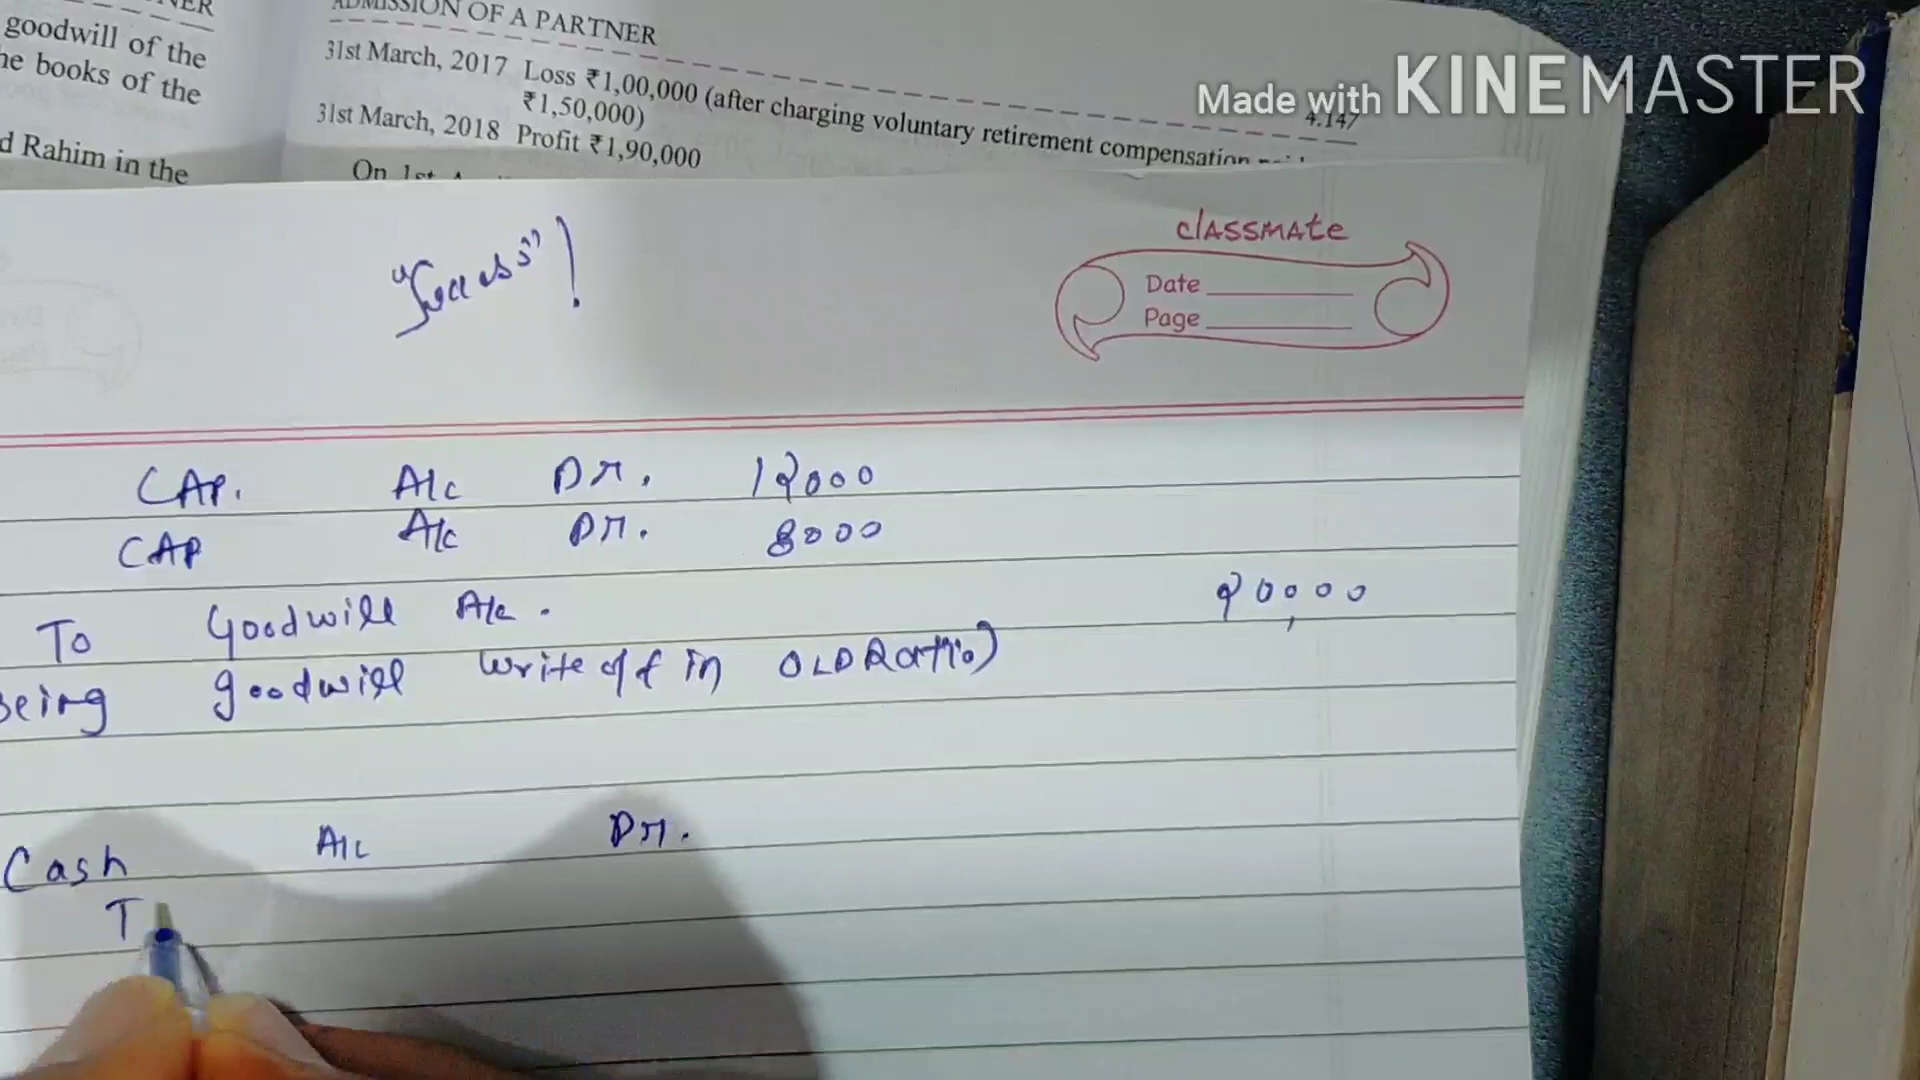 NER
goodwill of the
he books of the
d Rahim in the
ADMISSION OF A PARTNER
31st March, 2017 Loss ₹1,00,000 (after charging voluntary retirement compensation
₹1,50,000)
31st March, 2018 Profit ₹1,90,000
On 1st
4.147
Made with KINEMASTER
classmate
Date
Page
CAP. A/c Dr. 12000
CAP A/c Dr. 8000
To Goodwill A/c. 20,000
Being goodwill write off in OLD Ratio)
Cash A/c Dr.
T